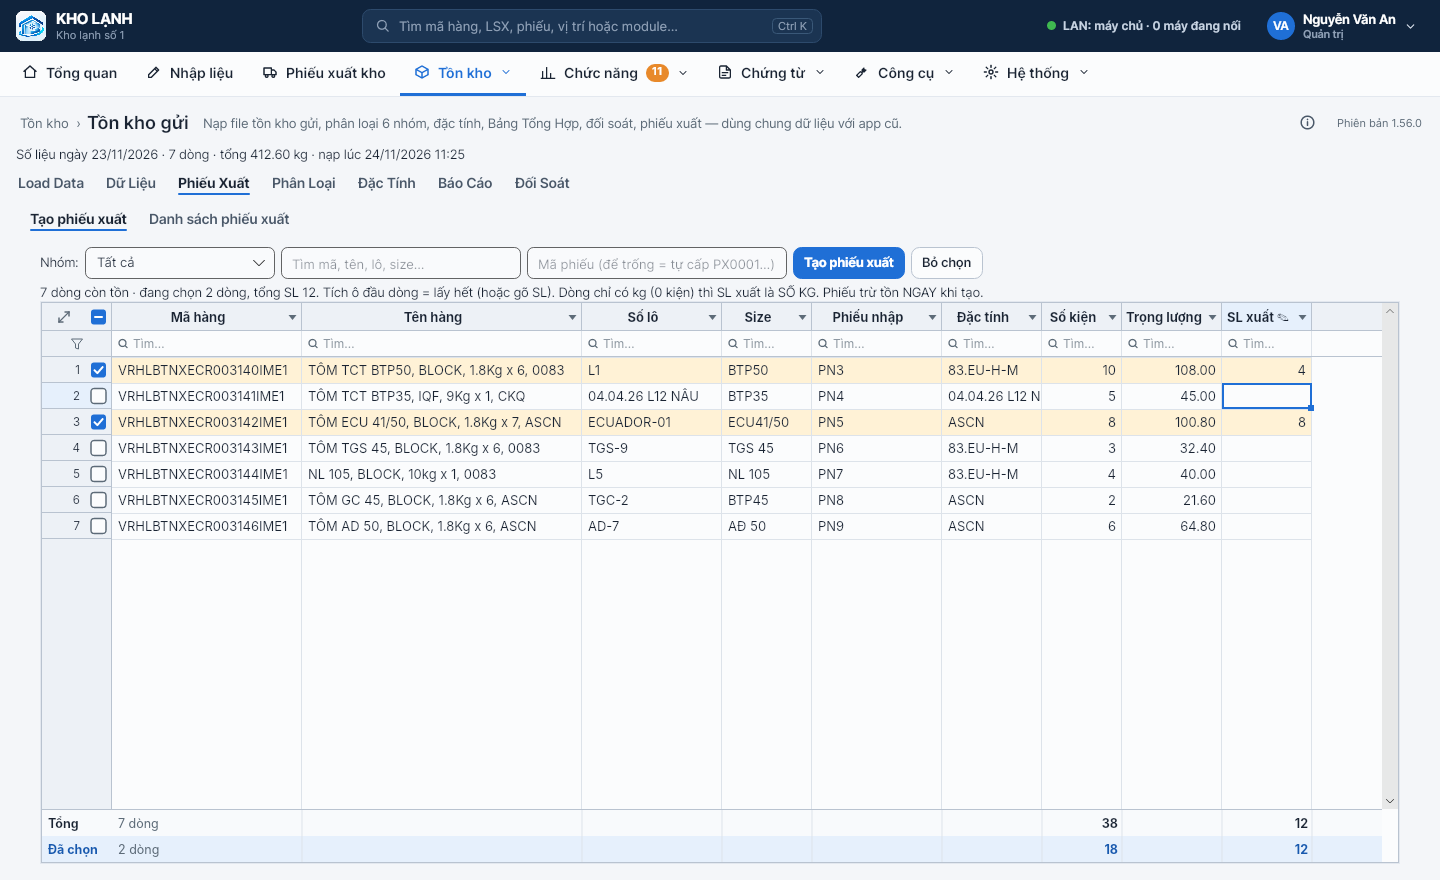 KHO LẠNH
Kho lạnh số 1
Tìm mã hàng, LSX, phiếu, vị trí hoặc module... Ctrl K
LAN: máy chủ · 0 máy đang nối
VA Nguyễn Văn An
Quản trị
Tổng quan Nhập liệu Phiếu xuất kho Tồn kho Chức năng 11 Chứng từ Công cụ Hệ thống
Tồn kho › Tồn kho gửi Nạp file tồn kho gửi, phân loại 6 nhóm, đặc tính, Bảng Tổng Hợp, đối soát, phiếu xuất — dùng chung dữ liệu với app cũ. Phiên bản 1.56.0
Số liệu ngày 23/11/2026 · 7 dòng · tổng 412.60 kg · nạp lúc 24/11/2026 11:25
Load Data Dữ Liệu Phiếu Xuất Phân Loại Đặc Tính Báo Cáo Đối Soát
Tạo phiếu xuất Danh sách phiếu xuất
Nhóm: Tất cả Tìm mã, tên, lô, size... Mã phiếu (để trống = tự cấp PX0001...) Tạo phiếu xuất Bỏ chọn
7 dòng còn tồn · đang chọn 2 dòng, tổng SL 12. Tích ô đầu dòng = lấy hết (hoặc gõ SL). Dòng chỉ có kg (0 kiện) thì SL xuất là SỐ KG. Phiếu trừ tồn NGAY khi tạo.
Mã hàng Tên hàng Số lô Size Phiếu nhập Đặc tính Số kiện Trọng lượng SL xuất ✎
Tìm... Tìm... Tìm... Tìm... Tìm... Tìm... Tìm... Tìm... Tìm...
1 VRHLBTNXECR003140IME1 TÔM TCT BTP50, BLOCK, 1.8Kg x 6, 0083 L1 BTP50 PN3 83.EU-H-M 10 108.00 4
2 VRHLBTNXECR003141IME1 TÔM TCT BTP35, IQF, 9Kg x 1, CKQ 04.04.26 L12 NÂU BTP35 PN4 04.04.26 L12 N 5 45.00
3 VRHLBTNXECR003142IME1 TÔM ECU 41/50, BLOCK, 1.8Kg x 7, ASCN ECUADOR-01 ECU41/50 PN5 ASCN 8 100.80 8
4 VRHLBTNXECR003143IME1 TÔM TGS 45, BLOCK, 1.8Kg x 6, 0083 TGS-9 TGS 45 PN6 83.EU-H-M 3 32.40
5 VRHLBTNXECR003144IME1 NL 105, BLOCK, 10kg x 1, 0083 L5 NL 105 PN7 83.EU-H-M 4 40.00
6 VRHLBTNXECR003145IME1 TÔM GC 45, BLOCK, 1.8Kg x 6, ASCN TGC-2 BTP45 PN8 ASCN 2 21.60
7 VRHLBTNXECR003146IME1 TÔM AD 50, BLOCK, 1.8Kg x 6, ASCN AD-7 AĐ 50 PN9 ASCN 6 64.80
Tổng 7 dòng 38 12
Đã chọn 2 dòng 18 12